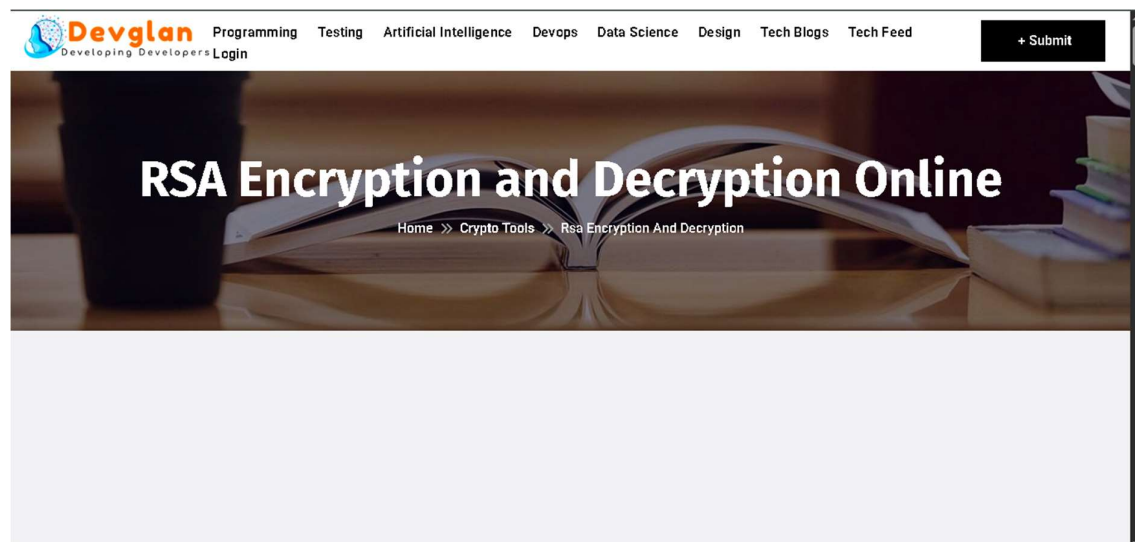 Devglan
Developing Developers
Programming Testing Artificial Intelligence Devops Data Science Design Tech Blogs Tech Feed
Login
+ Submit
RSA Encryption and Decryption Online
Home » Crypto Tools » Rsa Encryption And Decryption